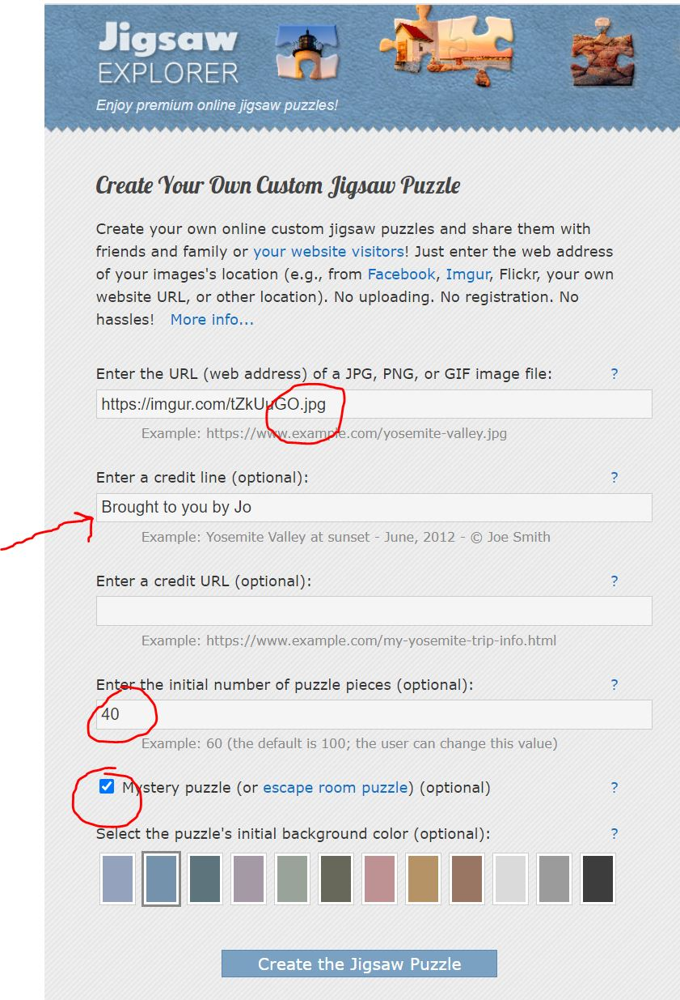 Jigsaw
EXPLORER
Enjoy premium online jigsaw puzzles!
Create Your Own Custom Jigsaw Puzzle
Create your own online custom jigsaw puzzles and share them with
friends and family or your website visitors! Just enter the web address
of your images's location (e.g., from Facebook, Imgur, Flickr, your own
website URL, or other location). No uploading. No registration. No
hassles! More info...
Enter the URL (web address) of a JPG, PNG, or GIF image file: ?
https://imgur.com/tZkUuGO.jpg
Example: https://www.example.com/yosemite-valley.jpg
Enter a credit line (optional): ?
Brought to you by Jo
Example: Yosemite Valley at sunset - June, 2012 - © Joe Smith
Enter a credit URL (optional): ?
Example: https://www.example.com/my-yosemite-trip-info.html
Enter the initial number of puzzle pieces (optional): ?
40
Example: 60 (the default is 100; the user can change this value)
Mystery puzzle (or escape room puzzle) (optional) ?
Select the puzzle's initial background color (optional): ?
Create the Jigsaw Puzzle